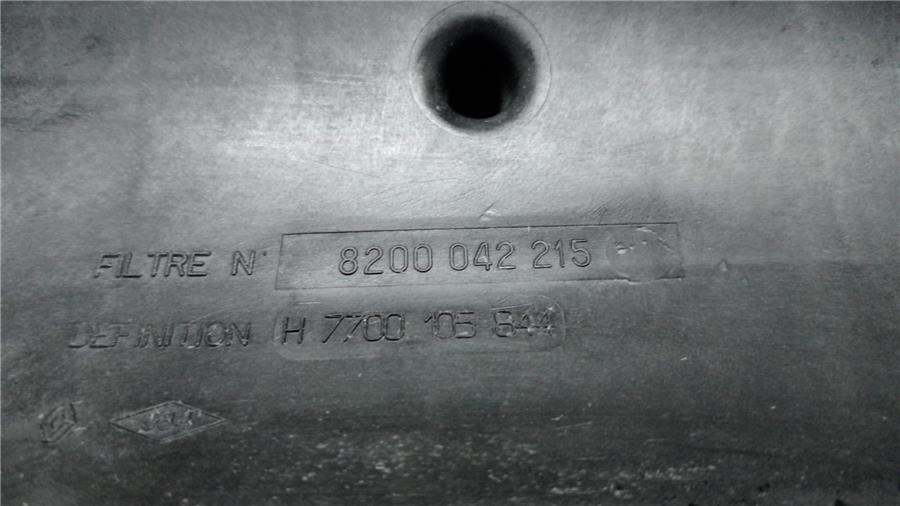 FILTRE N° 8200 042 215
DEFINITION H 7700 105 844